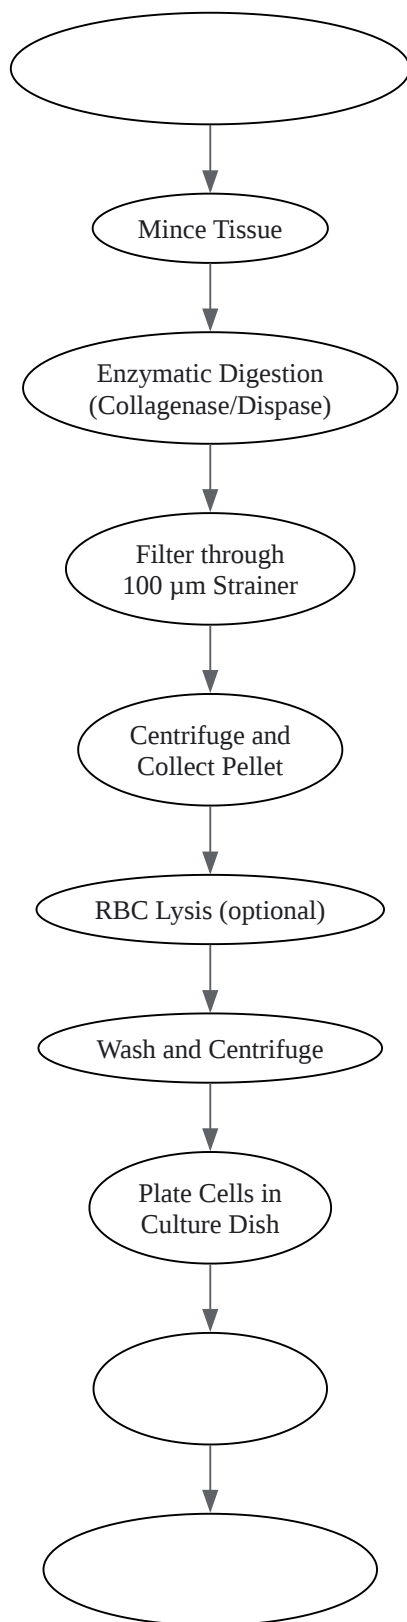 Mince Tissue
Enzymatic Digestion
(Collagenase/Dispase)
Filter through
100 µm Strainer
Centrifuge and
Collect Pellet
RBC Lysis (optional)
Wash and Centrifuge
Plate Cells in
Culture Dish